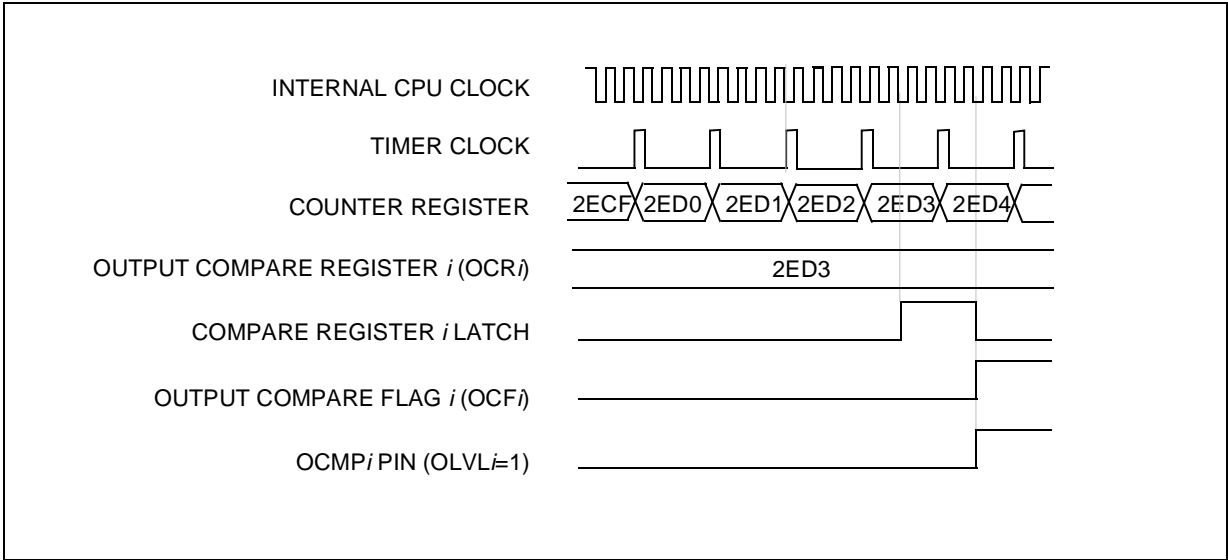 INTERNAL CPU CLOCK
TIMER CLOCK
COUNTER REGISTER
2ECF 2ED0 2ED1 2ED2 2ED3 2ED4
OUTPUT COMPARE REGISTER i (OCRi)
2ED3
COMPARE REGISTER i LATCH
OUTPUT COMPARE FLAG i (OCFi)
OCMPi PIN (OLVLi=1)